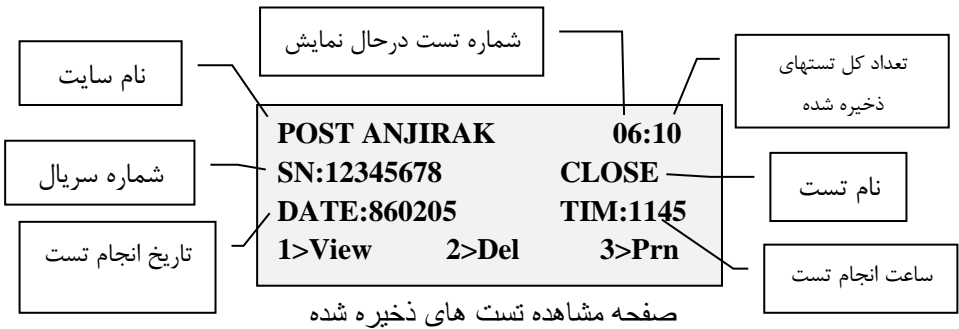 شماره تست درحال نمایش
نام سایت
تعداد کل تستهای
ذخیره شده
POST ANJIRAK 06:10
SN:12345678 CLOSE
DATE:860205 TIM:1145
1>View 2>Del 3>Prn
شماره سریال
نام تست
تاریخ انجام تست
ساعت انجام تست
صفحه مشاهده تست های ذخیره شده